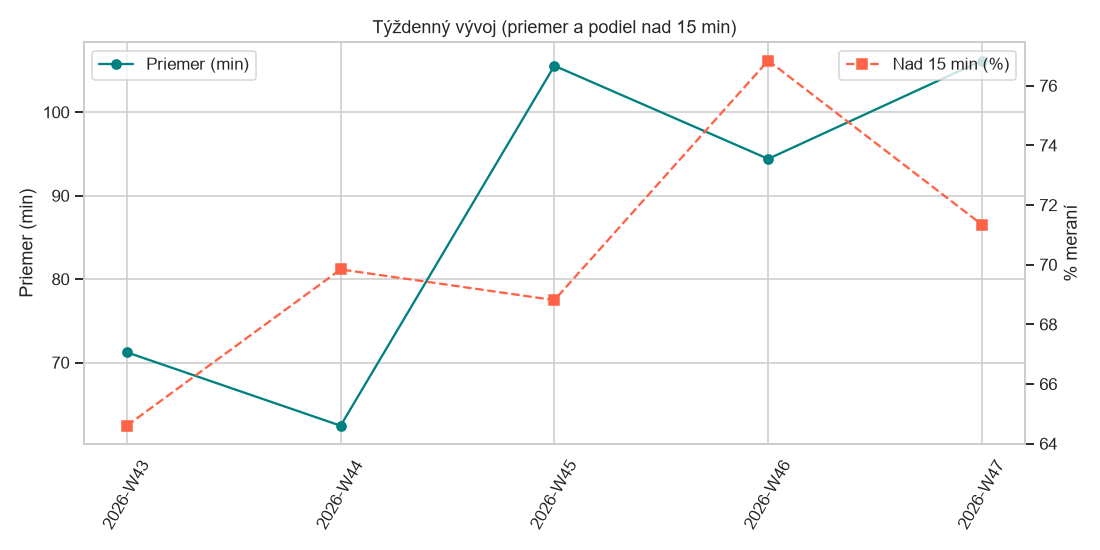 Týždenný vývoj (priemer a podiel nad 15 min)
Priemer (min)
Nad 15 min (%)
100
90
80
70
Priemer (min)
76
74
72
70
68
66
64
% meraní
2026-W43
2026-W44
2026-W45
2026-W46
2026-W47